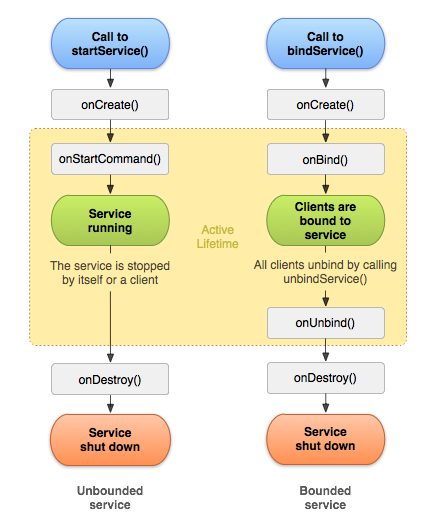 Call to
startService()
onCreate()
onStartCommand()
Service
running
The service is stopped
by itself or a client
onDestroy()
Service
shut down
Unbounded
service
Active
Lifetime
Call to
bindService()
onCreate()
onBind()
Clients are
bound to
service
All clients unbind by calling
unbindService()
onUnbind()
onDestroy()
Service
shut down
Bounded
service